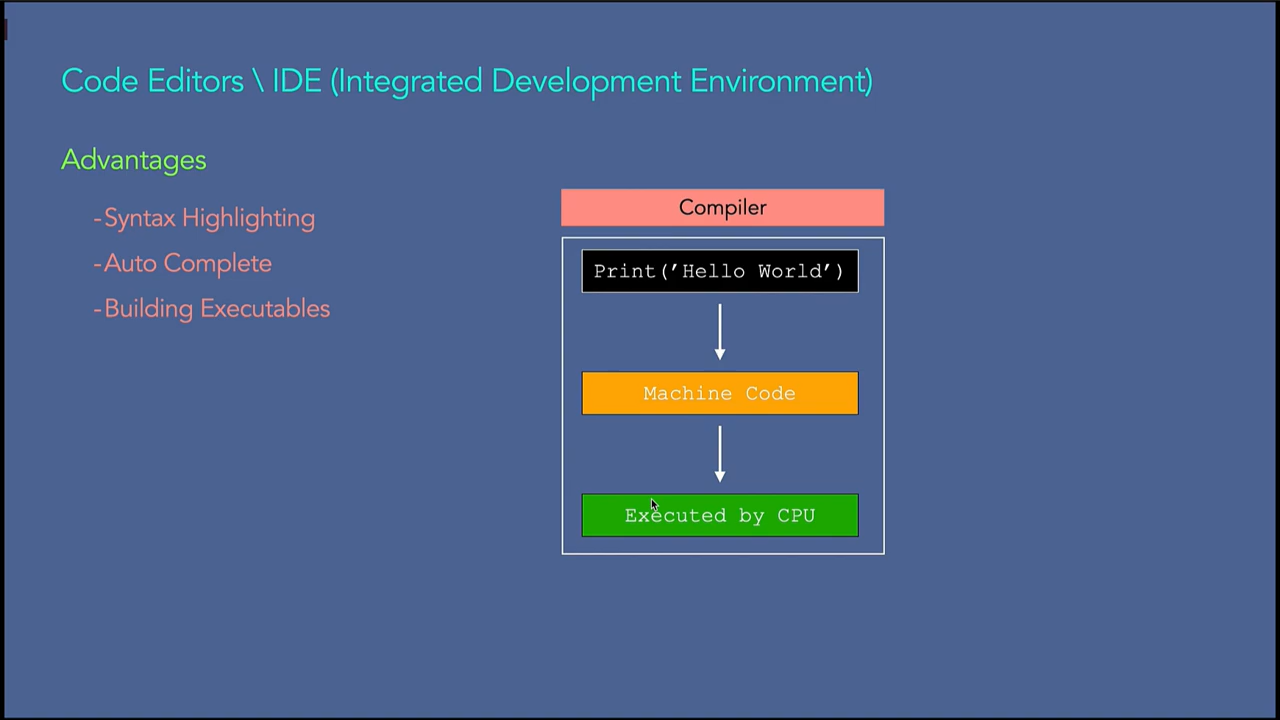 Code Editors \ IDE (Integrated Development Environment)
Advantages
-Syntax Highlighting
-Auto Complete
-Building Executables
Compiler
Print(’Hello World’)
Machine Code
Executed by CPU